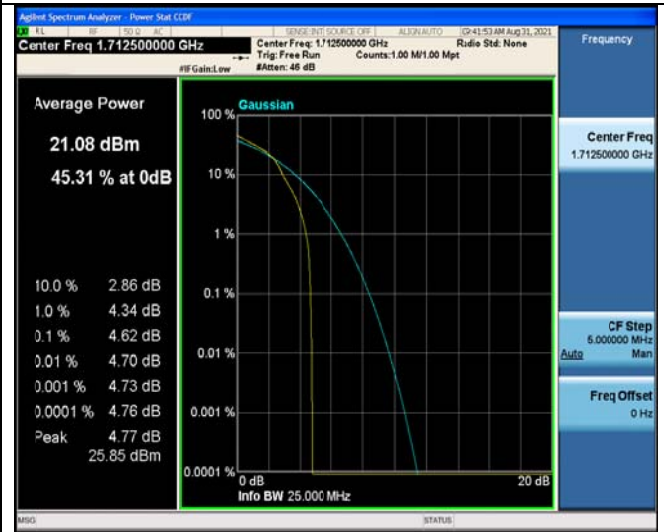 Agilent Spectrum Analyzer - Power Stat CCDF
RL RF 50 Ω AC SENSE:INT SOURCE OFF ALIGN AUTO 09:41:53 AM Aug 31, 2021
Center Freq 1.712500000 GHz
Center Freq: 1.712500000 GHz
Radio Std: None
Trig: Free Run Counts:1.00 M/1.00 Mpt
#IFGain:Low
#Atten: 46 dB
Frequency
Average Power
21.08 dBm
45.31 % at 0dB
10.0 % 2.86 dB
1.0 % 4.34 dB
0.1 % 4.62 dB
0.01 % 4.70 dB
0.001 % 4.73 dB
0.0001 % 4.76 dB
Peak 4.77 dB
25.85 dBm
Gaussian
100 %
10 %
1 %
0.1 %
0.01 %
0.001 %
0.0001 %
0 dB 20 dB
Info BW 25.000 MHz
Center Freq
1.712500000 GHz
CF Step
5.000000 MHz
Auto Man
Freq Offset
0 Hz
MSG STATUS